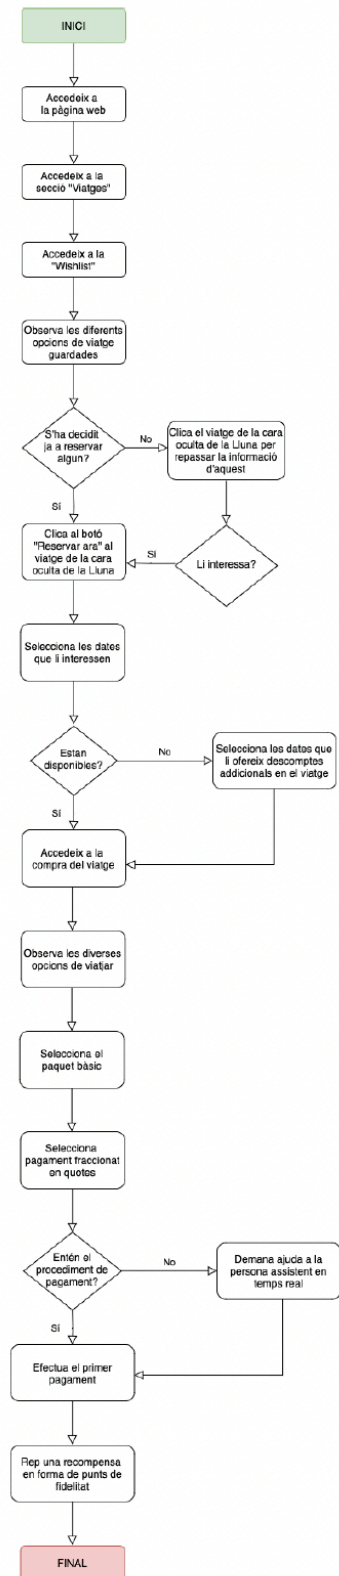 INICI
Accedeix a
la pàgina web
Accedeix a la
secció "Viatges"
Accedeix a la
"Wishlist"
Observa les diferents
opcions de viatge
guardades
S'ha decidit
ja a reservar
algun?
No
Clica el viatge de la cara
oculta de la Lluna per
repassar la informació
d'aquest
Sí
Clica al botó
"Reservar ara" al
viatge de la cara
oculta de la Lluna
Sí
Li interessa?
Selecciona les dates
que li interessen
Estan
disponibles?
No
Selecciona les dates que
li ofereix descomptes
addicionals en el viatge
Sí
Accedeix a la
compra del viatge
Observa les diverses
opcions de viatjar
Selecciona el
paquet bàsic
Selecciona
pagament fraccionat
en quotes
Entén el
procediment de
pagament?
No
Demana ajuda a la
persona assistent en
temps real
Sí
Efectua el primer
pagament
Rep una recompensa
en forma de punts de
fidelitat
FINAL